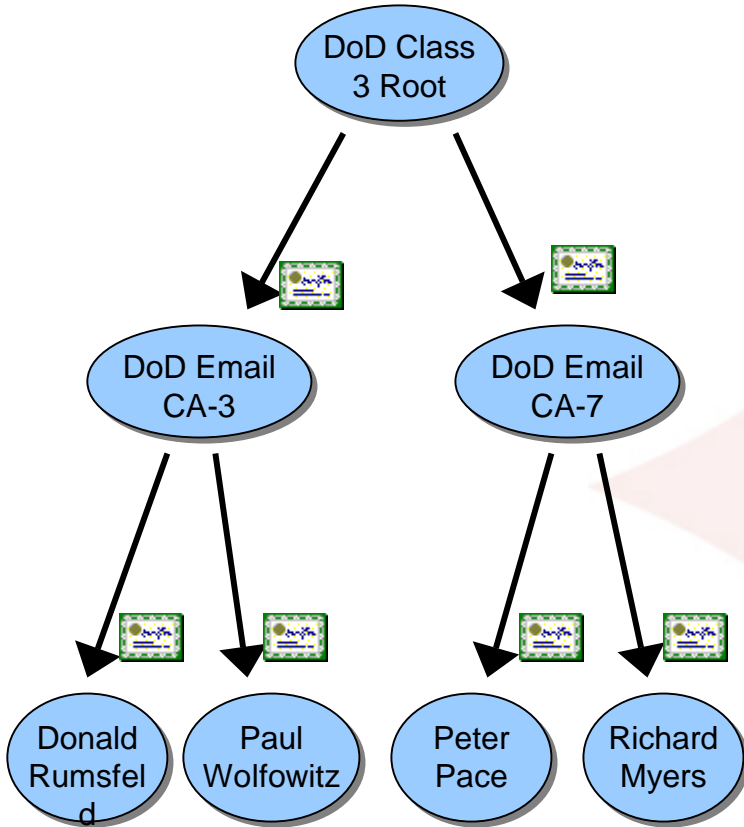 DoD Class
3 Root
DoD Email
CA-3
DoD Email
CA-7
Donald
Rumsfel
d
Paul
Wolfowitz
Peter
Pace
Richard
Myers